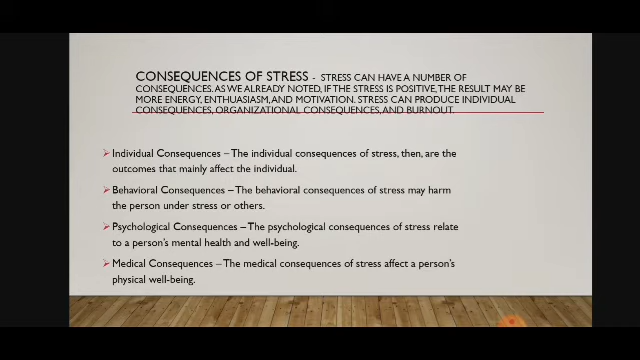 CONSEQUENCES OF STRESS - STRESS CAN HAVE A NUMBER OF
CONSEQUENCES. AS WE ALREADY NOTED, IF THE STRESS IS POSITIVE, THE RESULT MAY BE
MORE ENERGY, ENTHUSIASM, AND MOTIVATION. STRESS CAN PRODUCE INDIVIDUAL
CONSEQUENCES, ORGANIZATIONAL CONSEQUENCES, AND BURNOUT.
Individual Consequences – The individual consequences of stress, then, are the
outcomes that mainly affect the individual.
Behavioral Consequences – The behavioral consequences of stress may harm
the person under stress or others.
Psychological Consequences – The psychological consequences of stress relate
to a person's mental health and well-being.
Medical Consequences – The medical consequences of stress affect a person's
physical well-being.